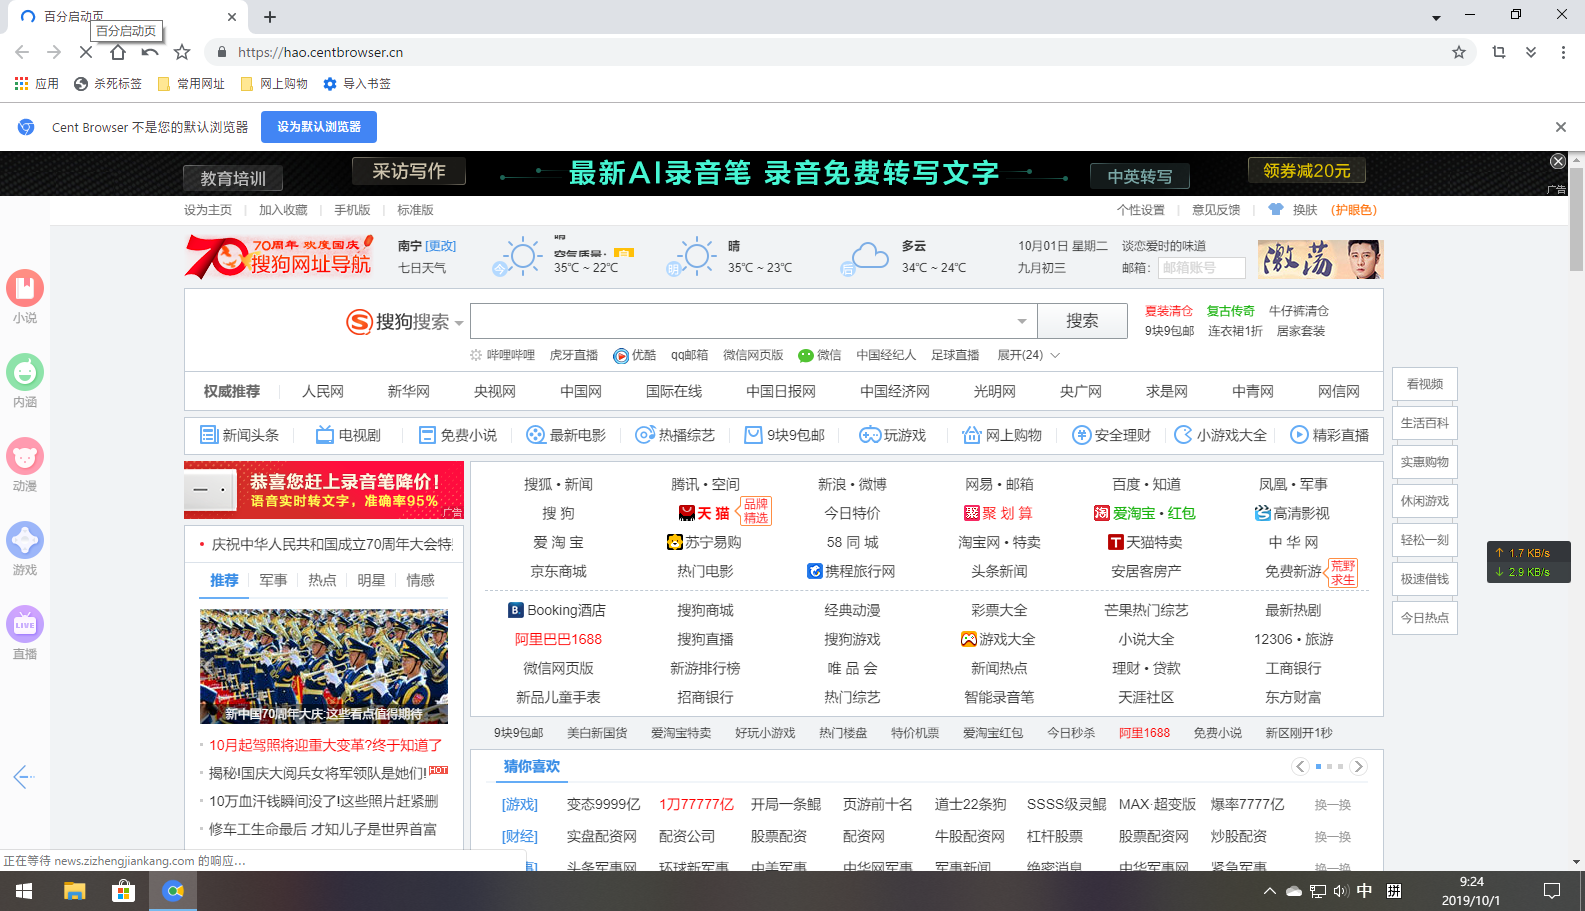 百分启动页
百分启动页
https://hao.centbrowser.cn
应用 杀死标签 常用网址 网上购物 导入书签
Cent Browser 不是您的默认浏览器 设为默认浏览器
教育培训 采访写作 最新AI录音笔 录音免费转写文字 中英转写 领券减20元
广告
设为主页 加入收藏 手机版 标准版 个性设置 意见反馈 换肤 (护眼色)
70周年 欢度国庆
搜狗网址导航
南宁 [更改]
七日天气
今 晴
空气质量:
35℃ ~ 22℃
明 晴
35℃ ~ 23℃
后 多云
34℃ ~ 24℃
10月01日 星期二 谈恋爱时的味道
九月初三 邮箱: 邮箱账号
激荡
搜狗搜索 搜索
夏装清仓 复古传奇 牛仔裤清仓
9块9包邮 连衣裙1折 居家套装
哔哩哔哩 虎牙直播 优酷 qq邮箱 微信网页版 微信 中国经纪人 足球直播 展开(24)
权威推荐 人民网 新华网 央视网 中国网 国际在线 中国日报网 中国经济网 光明网 央广网 求是网 中青网 网信网
新闻头条 电视剧 免费小说 最新电影 热播综艺 9块9包邮 玩游戏 网上购物 安全理财 小游戏大全 精彩直播
小说
内涵
动漫
游戏
LIVE
直播
恭喜您赶上录音笔降价!
语音实时转文字，准确率95%
广告
庆祝中华人民共和国成立70周年大会特
推荐 军事 热点 明星 情感
新中国70周年大庆:这些看点值得期待
10月起驾照将迎重大变革?终于知道了
揭秘!国庆大阅兵女将军领队是她们! HOT
10万血汗钱瞬间没了!这些照片赶紧删
修车工生命最后 才知儿子是世界首富
搜狐 • 新闻 腾讯 • 空间 新浪 • 微博 网易 • 邮箱 百度 • 知道 凤凰 • 军事
搜 狗 天 猫 品牌精选 今日特价 聚 划 算 爱淘宝 • 红包 高清影视
爱 淘 宝 苏宁易购 58 同 城 淘宝网 • 特卖 天猫特卖 中 华 网
京东商城 热门电影 携程旅行网 头条新闻 安居客房产 免费新游 荒野求生
Booking酒店 搜狗商城 经典动漫 彩票大全 芒果热门综艺 最新热剧
阿里巴巴1688 搜狗直播 搜狗游戏 游戏大全 小说大全 12306 • 旅游
微信网页版 新游排行榜 唯 品 会 新闻热点 理财 • 贷款 工商银行
新品儿童手表 招商银行 热门综艺 智能录音笔 天涯社区 东方财富
9块9包邮 美白新国货 爱淘宝特卖 好玩小游戏 热门楼盘 特价机票 爱淘宝红包 今日秒杀 阿里1688 免费小说 新区刚开1秒
猜你喜欢
[游戏] 变态9999亿 1刀77777亿 开局一条鲲 页游前十名 道士22条狗 SSSS级灵鲲 MAX·超变版 爆率7777亿 换一换
[财经] 实盘配资网 配资公司 股票配资 配资网 牛股配资网 杠杆股票 股票配资网 炒股配资 换一换
头条军事网 环球新军事 中美军事 中华网军事 军事新闻 绝密消息 中华军事网 紧急军事 换一换
看视频
生活百科
实惠购物
休闲游戏
轻松一刻
极速借钱
今日热点
↑ 1.7 KB/s
↓ 2.9 KB/s
正在等待 news.zizhengjiankang.com 的响应...
中 拼
9:24
2019/10/1